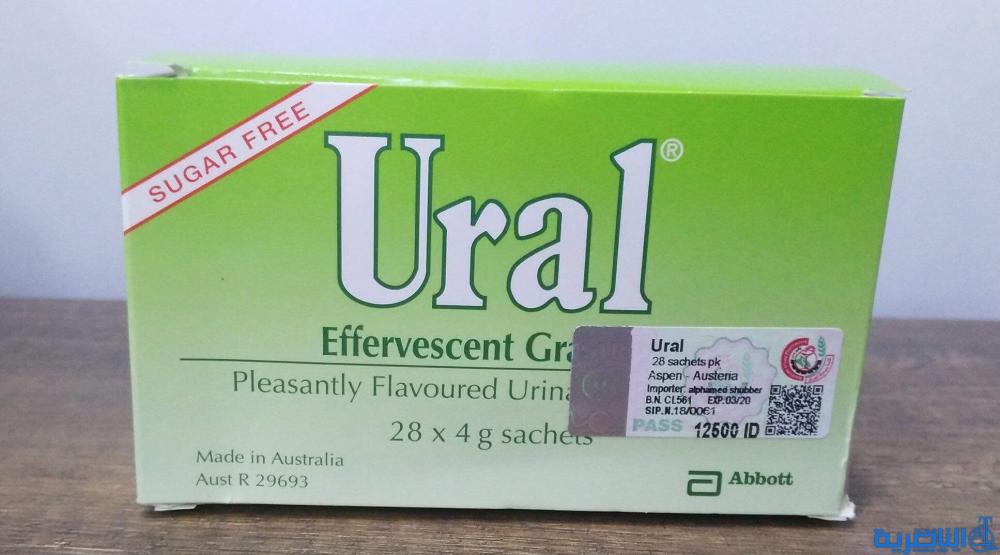 SUGAR FREE
Ural®
Effervescent Gra
Pleasantly Flavoured Urina
28 x 4 g sachets
Made in Australia
Aust R 29693
Abbott
Ural
28 sachets pk
Aspen - Austeria
Importer: alphamed shubber
B.N. CL561 EXP.03/20
SIP.N.18/0061
PASS 12500 ID
الناصرية